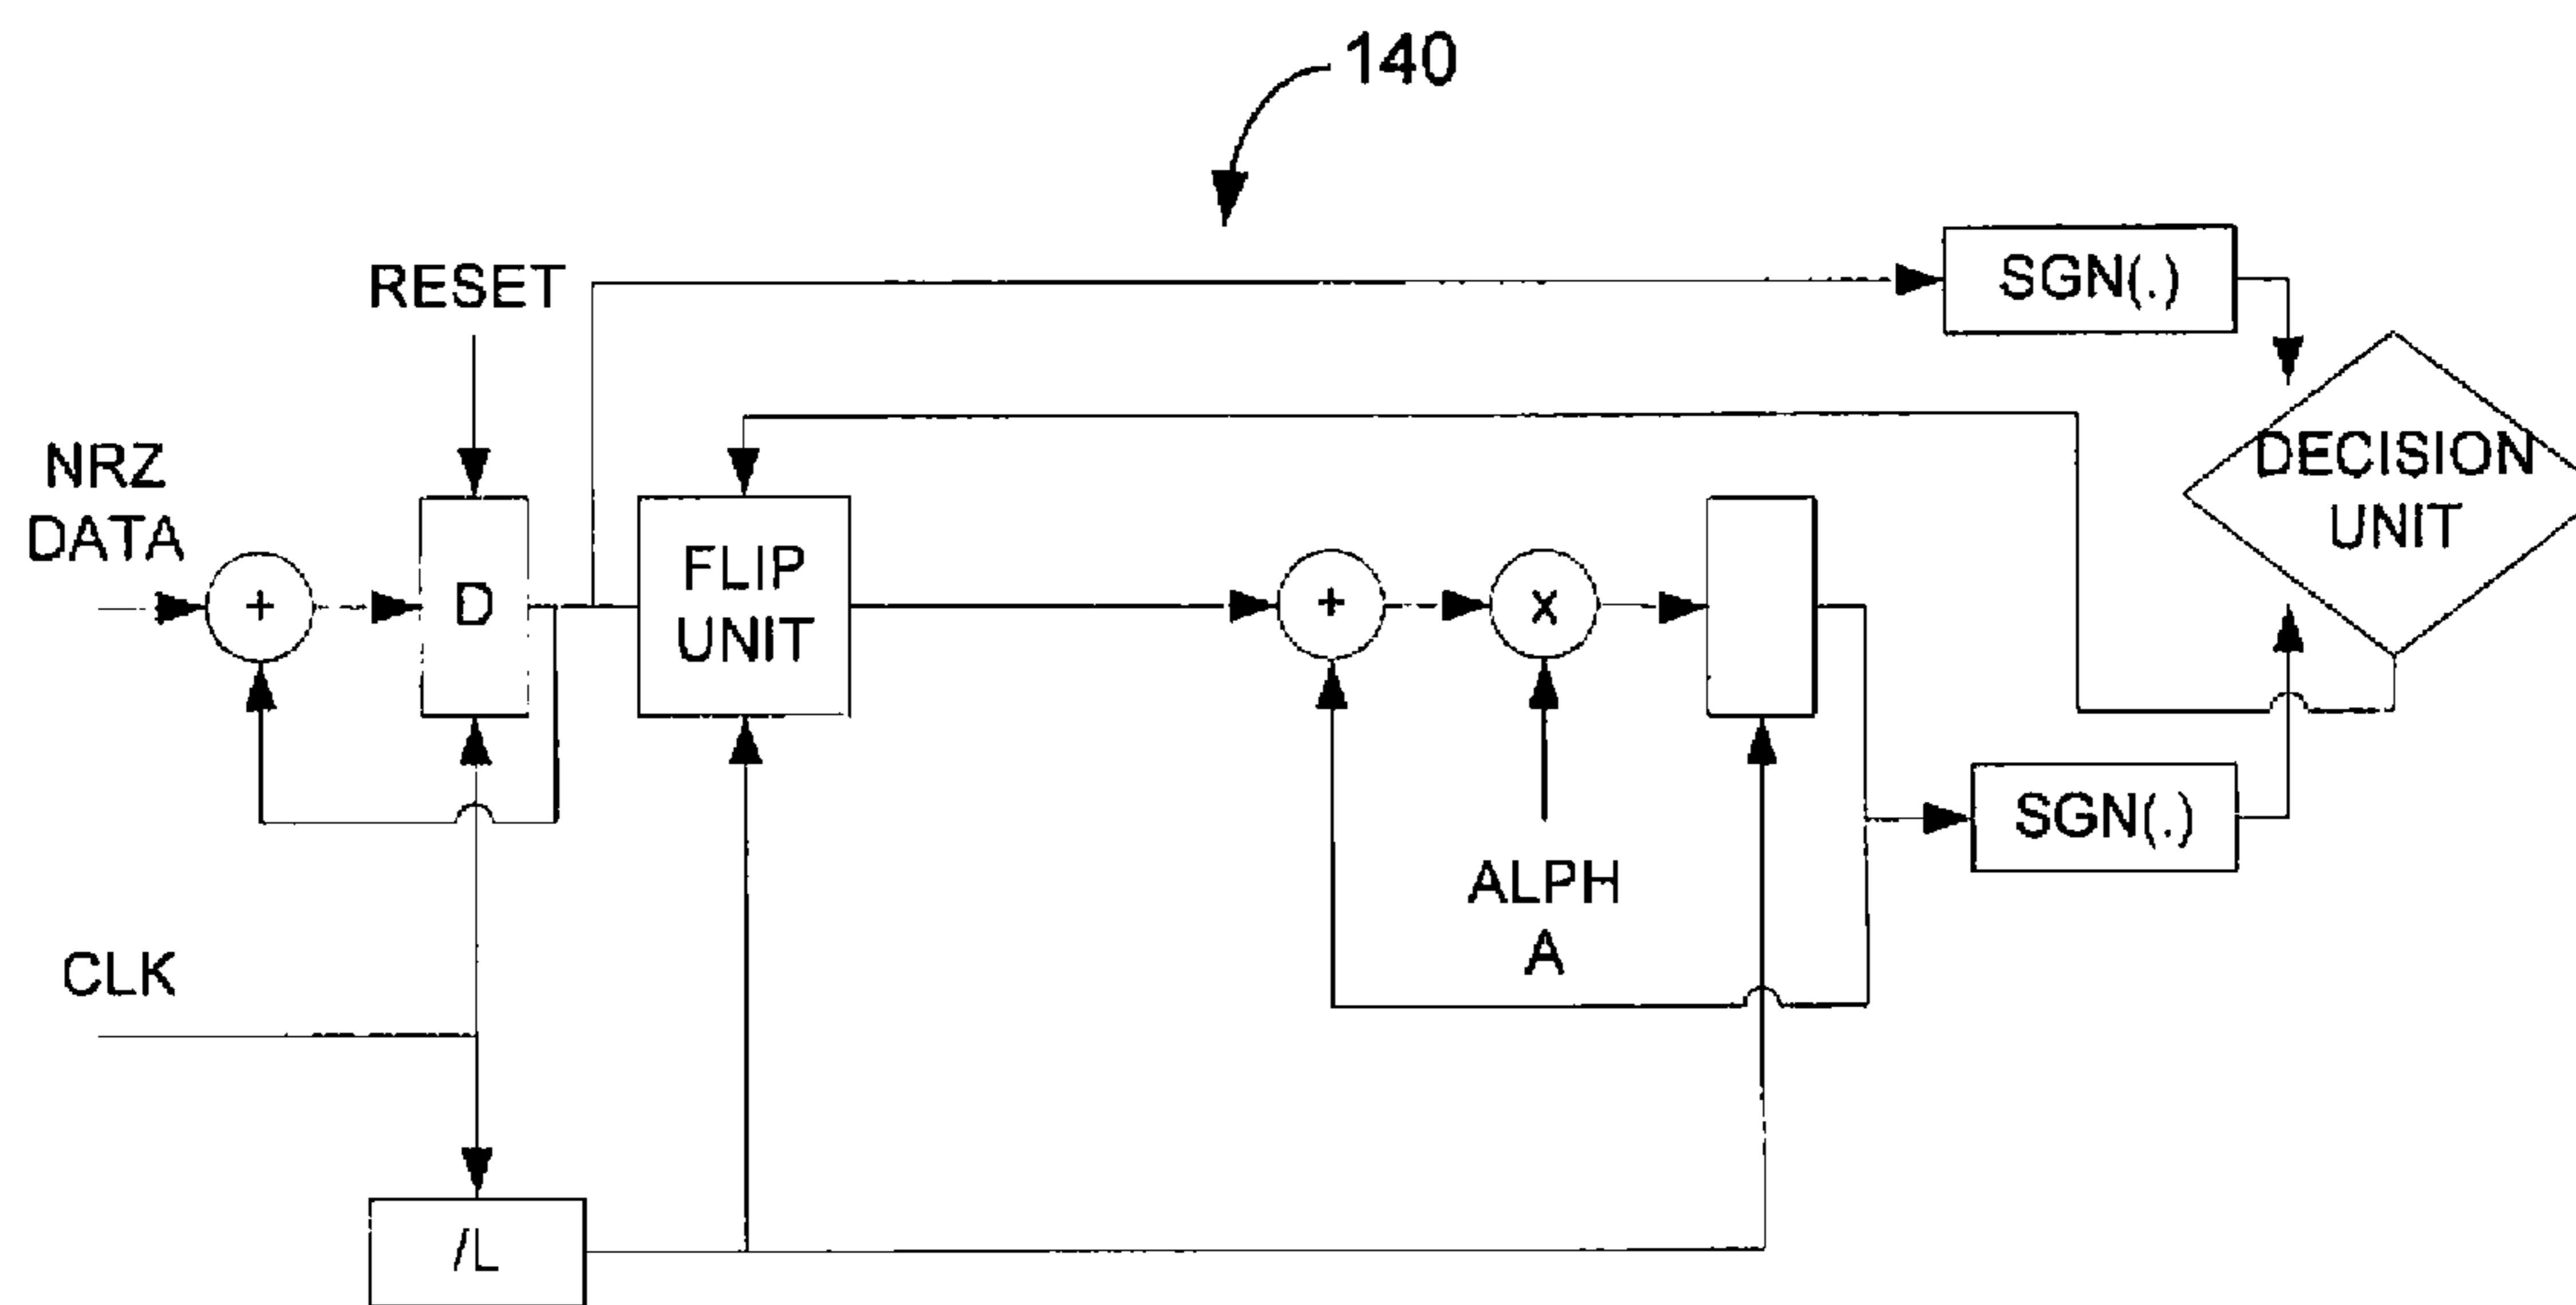 140
RESET
SGN(.)
NRZ
DATA
+
D
FLIP
UNIT
+
x
DECISION
UNIT
ALPH
A
SGN(.)
CLK
/L